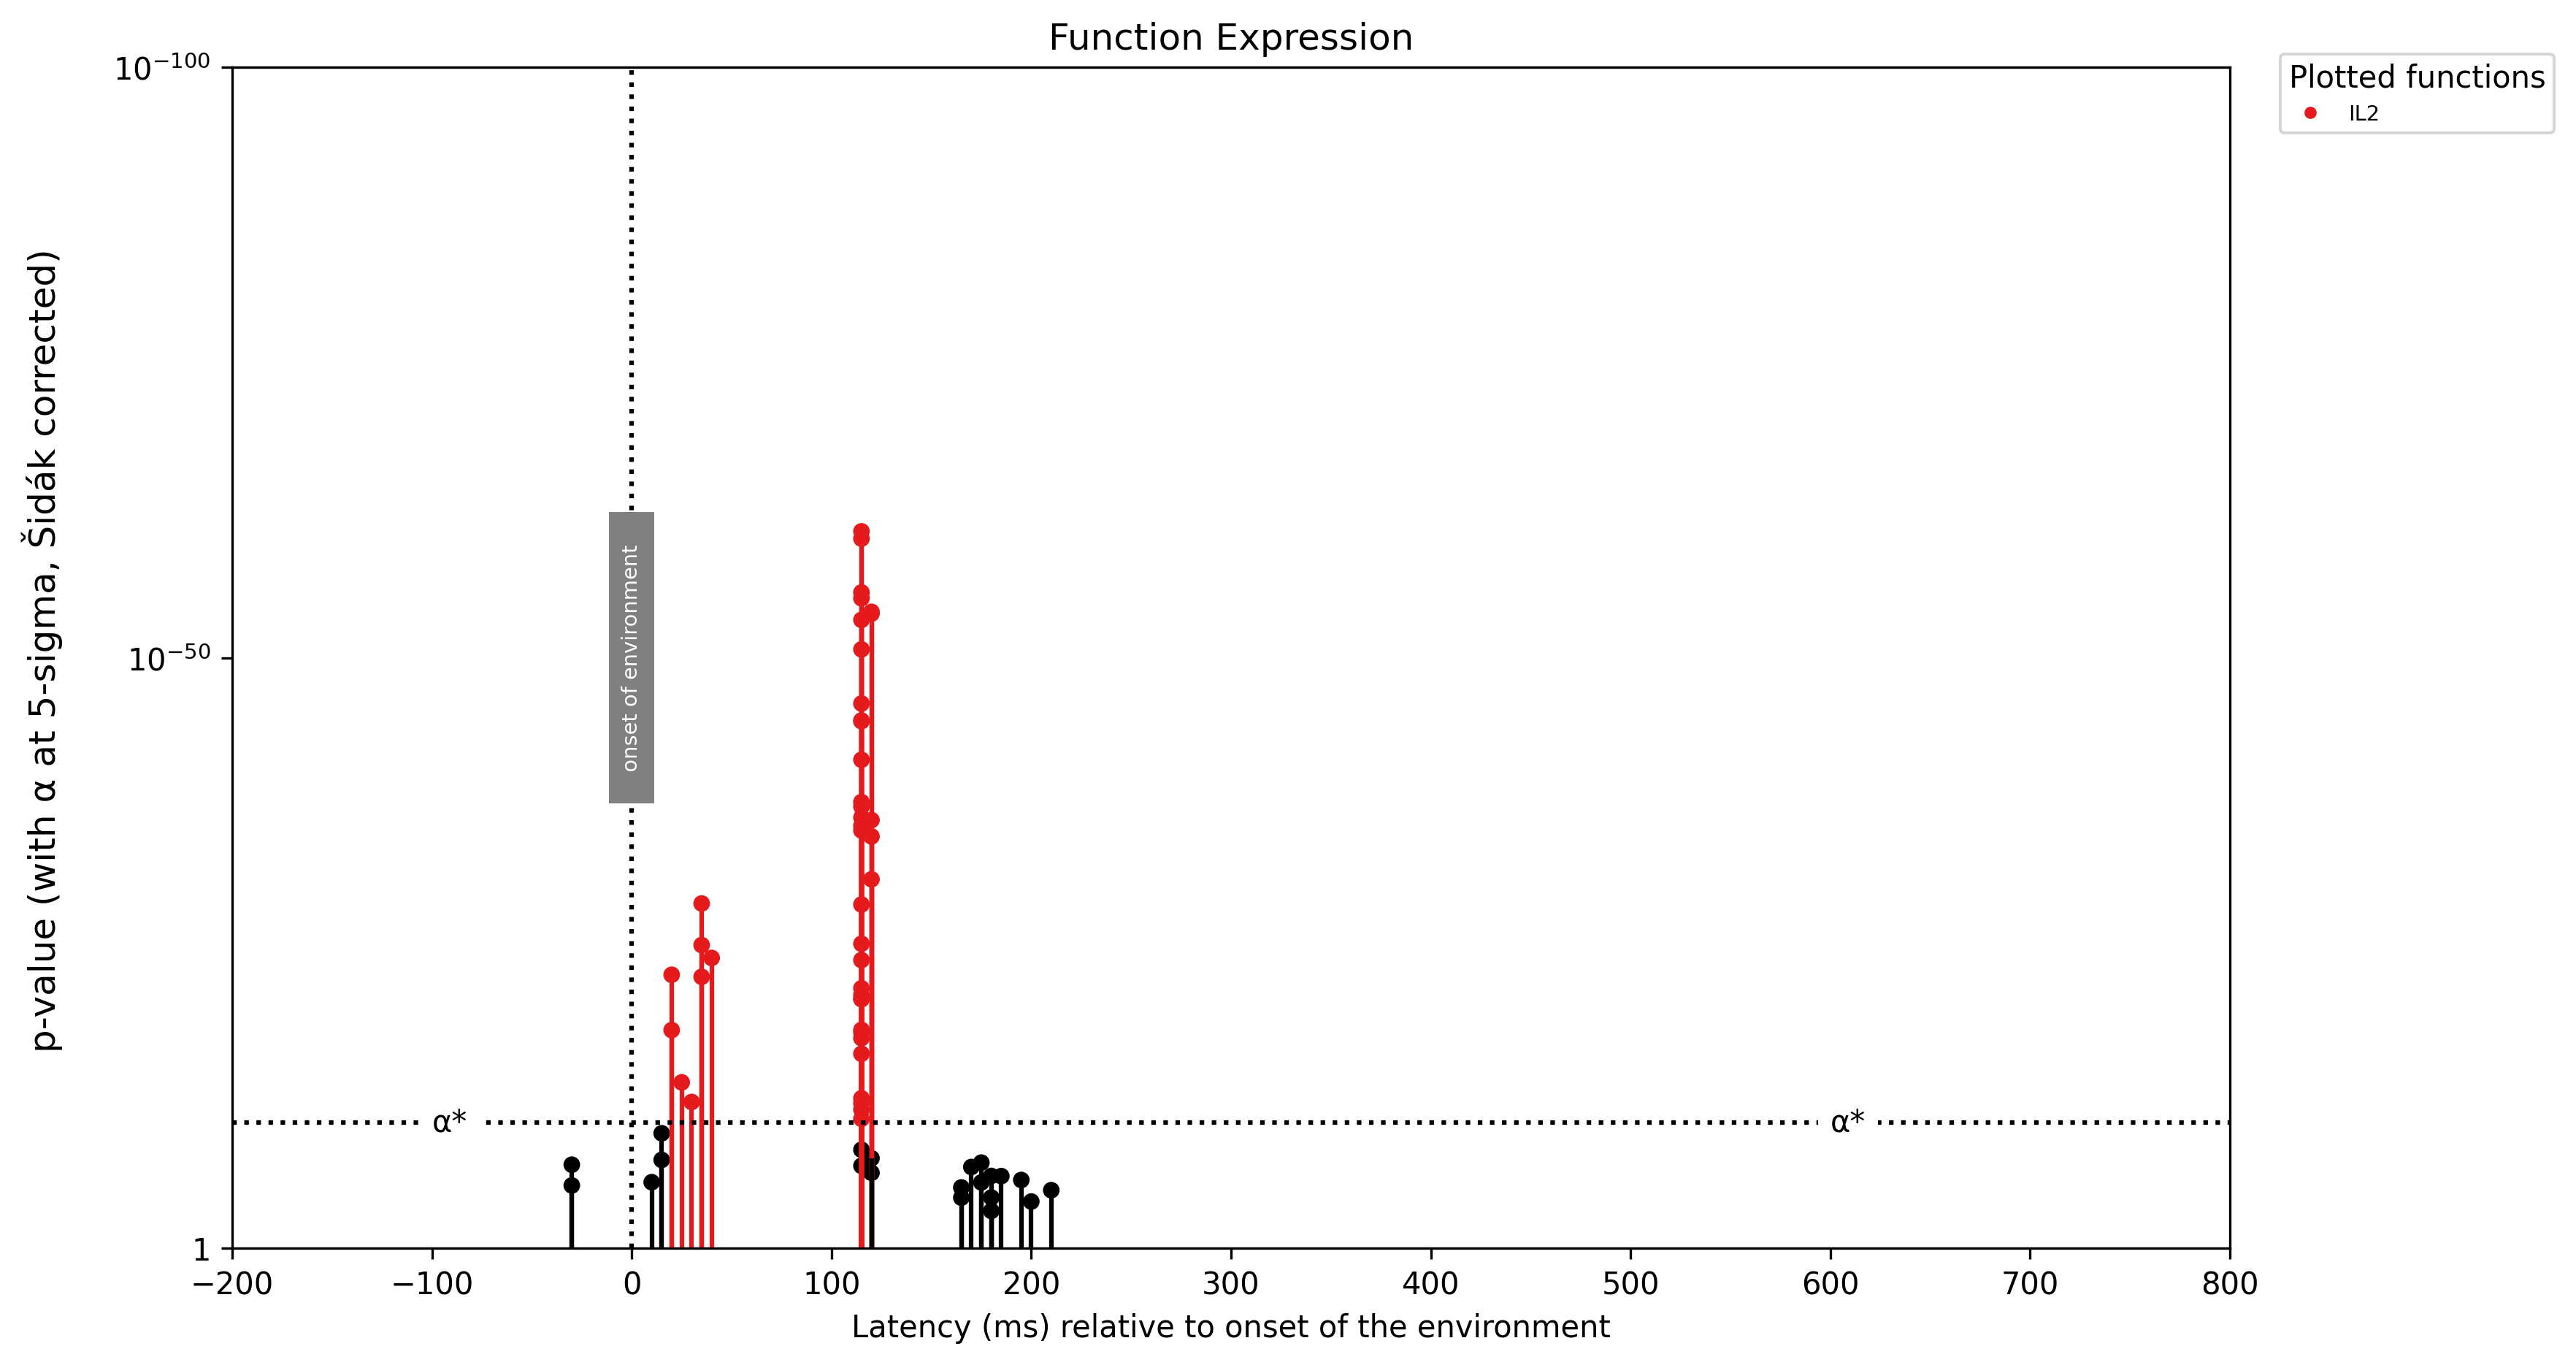 Function Expression
Plotted functions
IL2
p-value (with α at 5-sigma, Šidák corrected)
10⁻¹⁰⁰
10⁻⁵⁰
1
onset of environment
α*
α*
−200 −100 0 100 200 300 400 500 600 700 800
Latency (ms) relative to onset of the environment